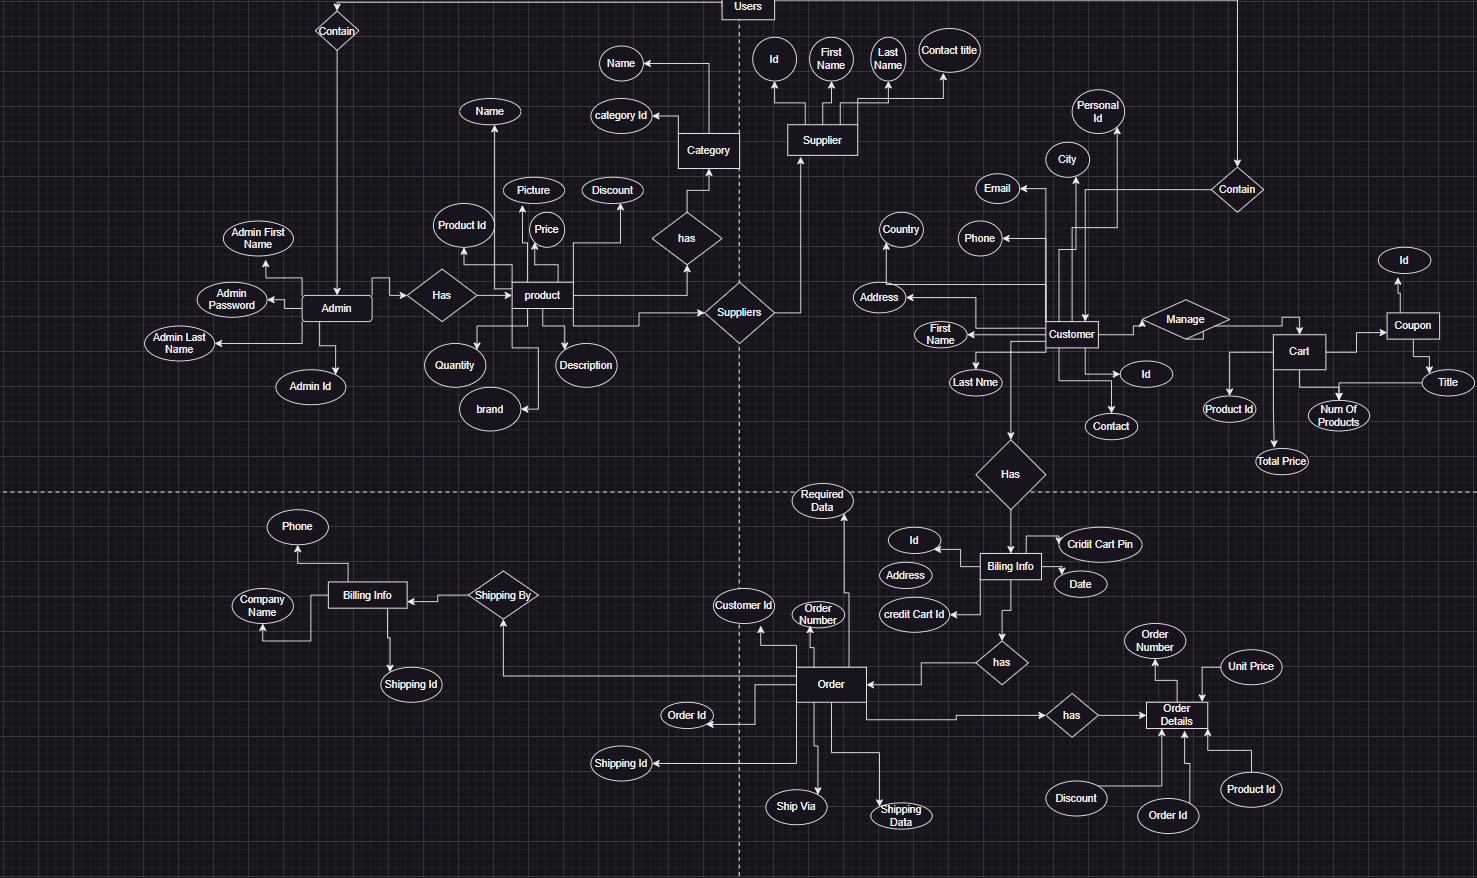 Users
Contain
Id
First
Name
Last
Name
Contact title
Name
Name
category Id
Personal
Id
Supplier
Category
City
Picture
Discount
Email
Contain
Product Id
Price
Country
Phone
has
Admin First
Name
Id
Admin
Password
Admin
Has
product
Suppliers
Address
First
Name
Customer
Manage
Coupon
Admin Last
Name
Cart
Quantity
Description
Last Nme
Id
Title
Admin Id
brand
Contact
Product Id
Num Of
Products
Total Price
Has
Required
Data
Phone
Id
Cridit Cart Pin
Biling Info
Address
Date
Company
Name
Billing Info
Shipping By
Customer Id
Order
Number
credit Cart Id
Order
Number
has
Unit Price
Shipping Id
Order
Order Id
has
Order
Details
Shipping Id
Product Id
Ship Via
Shipping
Data
Discount
Order Id